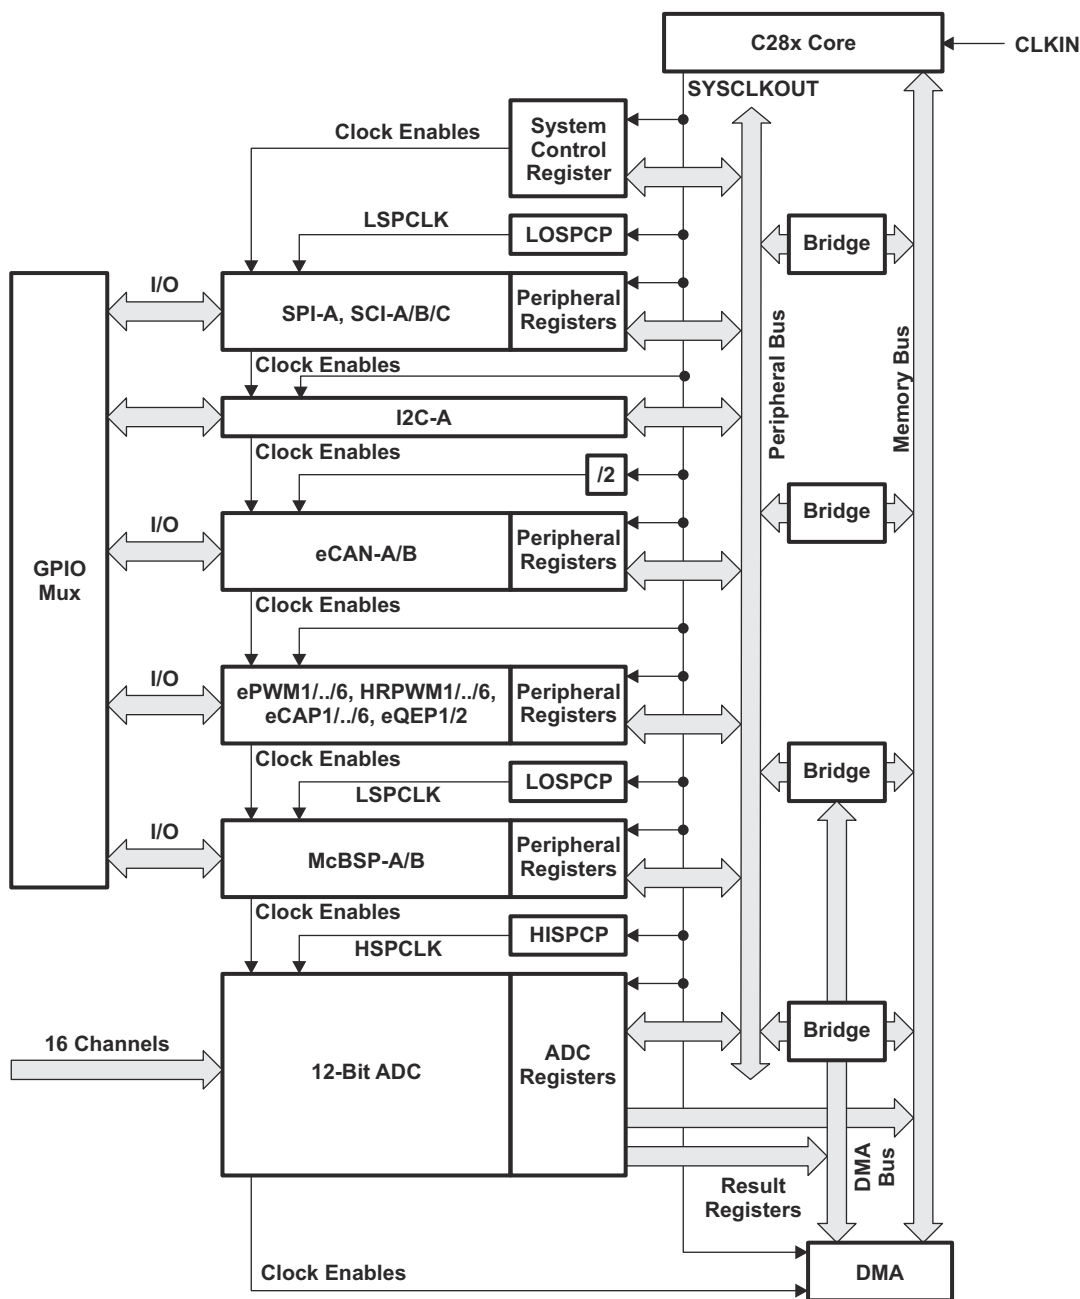 C28x Core
CLKIN
SYSCLKOUT
Clock Enables
System
Control
Register
LSPCLK
LOSPCP
Bridge
I/O
SPI-A, SCI-A/B/C
Peripheral
Registers
Peripheral Bus
Memory Bus
Clock Enables
I2C-A
Clock Enables
/2
Bridge
I/O
eCAN-A/B
Peripheral
Registers
GPIO
Mux
Clock Enables
I/O
ePWM1/../6, HRPWM1/../6,
eCAP1/../6, eQEP1/2
Peripheral
Registers
Clock Enables
LSPCLK
LOSPCP
Bridge
I/O
McBSP-A/B
Peripheral
Registers
Clock Enables
HSPCLK
HISPCP
16 Channels
12-Bit ADC
ADC
Registers
Bridge
DMA
Bus
Result
Registers
Clock Enables
DMA